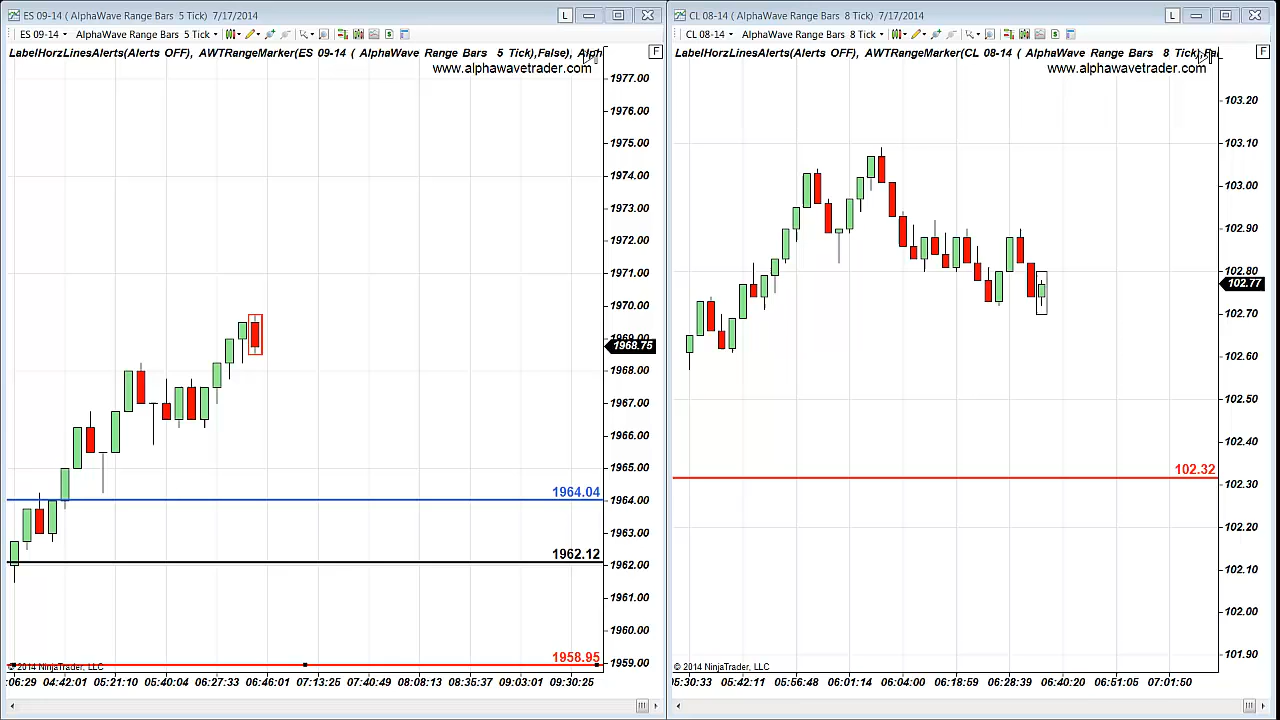 ES 09-14 ( AlphaWave Range Bars  5 Tick)  7/17/2014
L
ES 09-14 AlphaWave Range Bars  5 Tick
LabelHorzLinesAlerts(Alerts OFF), AWTRangeMarker(ES 09-14 ( AlphaWave Range Bars  5 Tick),False), Alph
F
www.alphawavetrader.com
1977.00
1976.00
1975.00
1974.00
1973.00
1972.00
1971.00
1970.00
1969.00
1968.75
1968.00
1967.00
1966.00
1965.00
1964.04
1964.00
1963.00
1962.12
1962.00
1961.00
1960.00
1958.95
1959.00
© 2014 NinjaTrader, LLC
:06:29 04:42:01 05:21:10 05:40:04 06:27:33 06:46:01 07:13:25 07:40:49 08:08:13 08:35:37 09:03:01 09:30:25
CL 08-14 ( AlphaWave Range Bars  8 Tick)  7/17/2014
L
CL 08-14 AlphaWave Range Bars  8 Tick
LabelHorzLinesAlerts(Alerts OFF), AWTRangeMarker(CL 08-14 ( AlphaWave Range Bars  8 Tick),Fal
F
www.alphawavetrader.com
103.20
103.10
103.00
102.90
102.80
102.77
102.70
102.60
102.50
102.40
102.32
102.30
102.20
102.10
102.00
101.90
© 2014 NinjaTrader, LLC
05:30:33 05:42:11 05:56:48 06:01:14 06:04:00 06:18:59 06:28:39 06:40:20 06:51:05 07:01:50